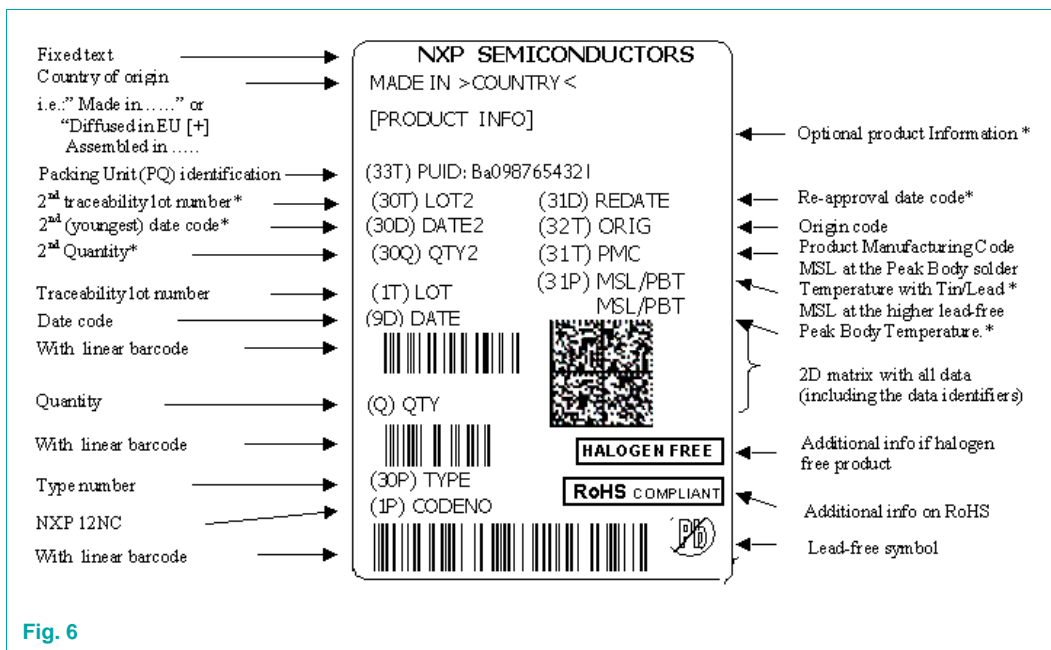 Fixed text
Country of origin
i.e.:" Made in....." or
"Diffused in EU [+]
Assembled in .....
Packing Unit (PQ) identification
2nd traceability lot number*
2nd (youngest) date code*
2nd Quantity*
Traceability lot number
Date code
With linear barcode
Quantity
With linear barcode
Type number
NXP 12NC
With linear barcode
NXP SEMICONDUCTORS
MADE IN >COUNTRY<
[PRODUCT INFO]
(33T) PUID: Ba0987654321
(30T) LOT2
(30D) DATE2
(30Q) QTY2
(31D) REDATE
(32T) ORIG
(31T) PMC
(31P) MSL/PBT
MSL/PBT
(1T) LOT
(9D) DATE
(Q) QTY
HALOGEN FREE
(30P) TYPE
RoHS COMPLIANT
(1P) CODENO
Pb
Optional product Information *
Re-approval date code*
Origin code
Product Manufacturing Code
MSL at the Peak Body solder
Temperature with Tin/Lead *
MSL at the higher lead-free
Peak Body Temperature.*
2D matrix with all data
(including the data identifiers)
Additional info if halogen
free product
Additional info on RoHS
Lead-free symbol
Fig. 6